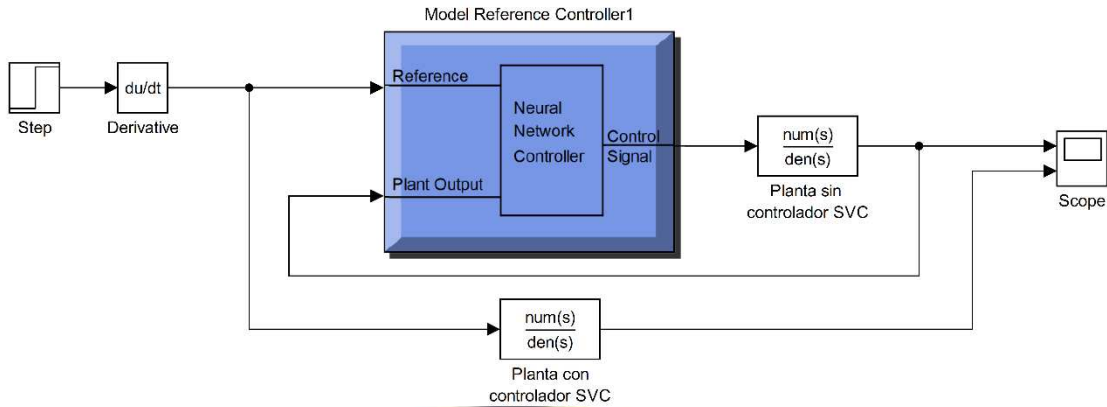 Model Reference Controller1
Step
du/dt
Derivative
Reference
Plant Output
Neural
Network
Controller
Control
Signal
num(s)
den(s)
Planta sin
controlador SVC
Scope
num(s)
den(s)
Planta con
controlador SVC